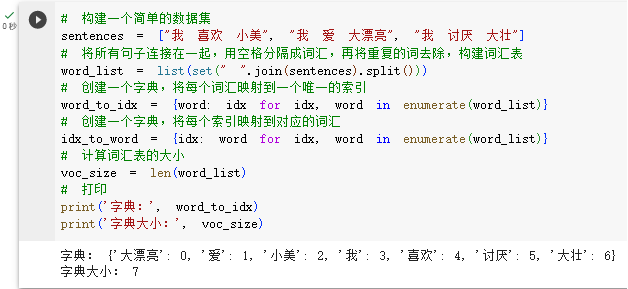 # 构建一个简单的数据集
sentences = ["我 喜欢 小美", "我 爱 大漂亮", "我 讨厌 大壮"]
# 将所有句子连接在一起，用空格分隔成词汇，再将重复的词去除，构建词汇表
word_list = list(set(" ".join(sentences).split()))
# 创建一个字典，将每个词汇映射到一个唯一的索引
word_to_idx = {word: idx for idx, word in enumerate(word_list)}
# 创建一个字典，将每个索引映射到对应的词汇
idx_to_word = {idx: word for idx, word in enumerate(word_list)}
# 计算词汇表的大小
voc_size = len(word_list)
# 打印
print('字典：', word_to_idx)
print('字典大小：', voc_size)
0 秒
字典： {'大漂亮': 0, '爱': 1, '小美': 2, '我': 3, '喜欢': 4, '讨厌': 5, '大壮': 6}
字典大小： 7